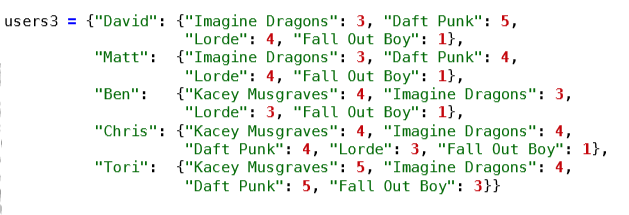 users3 = {"David": {"Imagine Dragons": 3, "Daft Punk": 5,
"Lorde": 4, "Fall Out Boy": 1},
"Matt": {"Imagine Dragons": 3, "Daft Punk": 4,
"Lorde": 4, "Fall Out Boy": 1},
"Ben": {"Kacey Musgraves": 4, "Imagine Dragons": 3,
"Lorde": 3, "Fall Out Boy": 1},
"Chris": {"Kacey Musgraves": 4, "Imagine Dragons": 4,
"Daft Punk": 4, "Lorde": 3, "Fall Out Boy": 1},
"Tori": {"Kacey Musgraves": 5, "Imagine Dragons": 4,
"Daft Punk": 5, "Fall Out Boy": 3}}